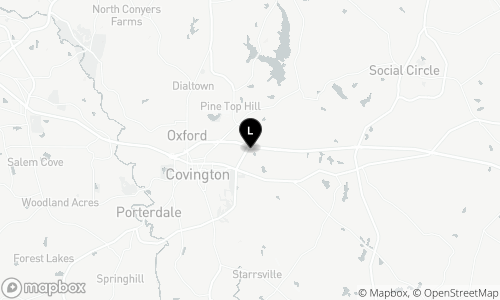 North Conyers
Farms
Social Circle
Dialtown
Pine Top Hill
L
Oxford
Salem Cove
Covington
Woodland Acres
Porterdale
Forest Lakes
Springhill
Starrsville
mapbox
© Mapbox, © OpenStreetMap